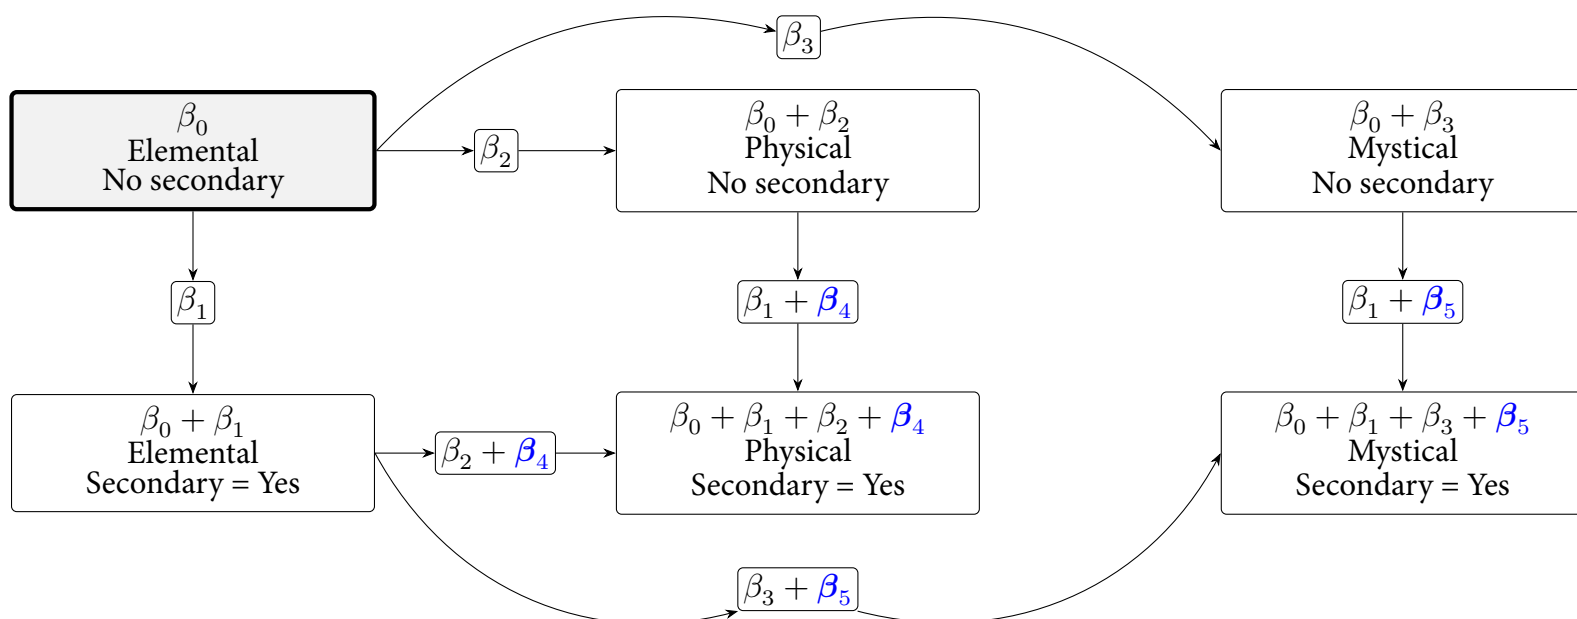 β₃
β₀
Elemental
No secondary
β₂
β₀ + β₂
Physical
No secondary
β₀ + β₃
Mystical
No secondary
β₁
β₁ + β₄
β₁ + β₅
β₀ + β₁
Elemental
Secondary = Yes
β₂ + β₄
β₀ + β₁ + β₂ + β₄
Physical
Secondary = Yes
β₀ + β₁ + β₃ + β₅
Mystical
Secondary = Yes
β₃ + β₅